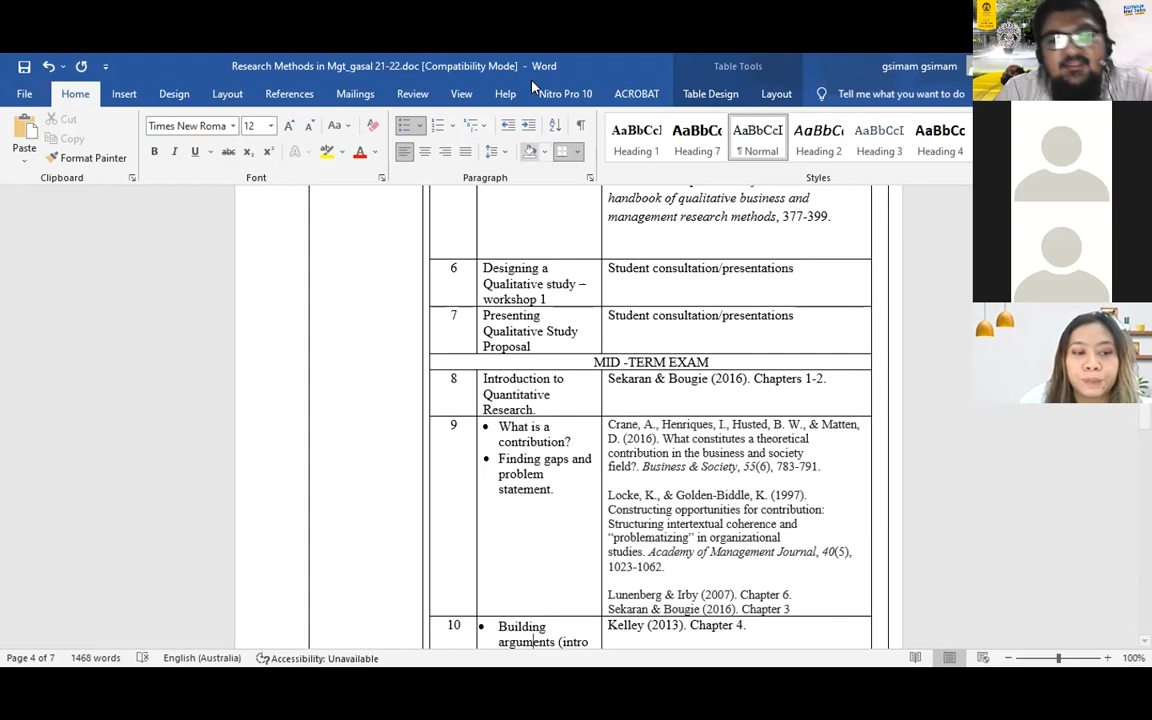 Research Methods in Mgt_gasal 21-22.doc [Compatibility Mode] - Word
Table Tools
gsimam gsimam
File Home Insert Design Layout References Mailings Review View Help Nitro Pro 10 ACROBAT Table Design Layout Tell me what you want to do
Paste
Cut
Copy
Format Painter
Times New Roma 12
Aa
B I U abc x₂ x² A A
AaBbCcI AaBbCc AaBbCcI AaBbCc AaBbCcI AaBbCcI
Heading 1 Heading 7 ¶ Normal Heading 2 Heading 3 Heading 4
Clipboard Font Paragraph Styles
handbook of qualitative business and
management research methods, 377-399.
6 Designing a
Qualitative study –
workshop 1
Student consultation/presentations
7 Presenting
Qualitative Study
Proposal
Student consultation/presentations
MID -TERM EXAM
8 Introduction to
Quantitative
Research.
Sekaran & Bougie (2016). Chapters 1-2.
9 • What is a
contribution?
• Finding gaps and
problem
statement.
Crane, A., Henriques, I., Husted, B. W., & Matten,
D. (2016). What constitutes a theoretical
contribution in the business and society
field?. Business & Society, 55(6), 783-791.
Locke, K., & Golden-Biddle, K. (1997).
Constructing opportunities for contribution:
Structuring intertextual coherence and
“problematizing” in organizational
studies. Academy of Management Journal, 40(5),
1023-1062.
Lunenberg & Irby (2007). Chapter 6.
Sekaran & Bougie (2016). Chapter 3
10 • Building
arguments (intro
Kelley (2013). Chapter 4.
Page 4 of 7 1468 words English (Australia) Accessibility: Unavailable 100%